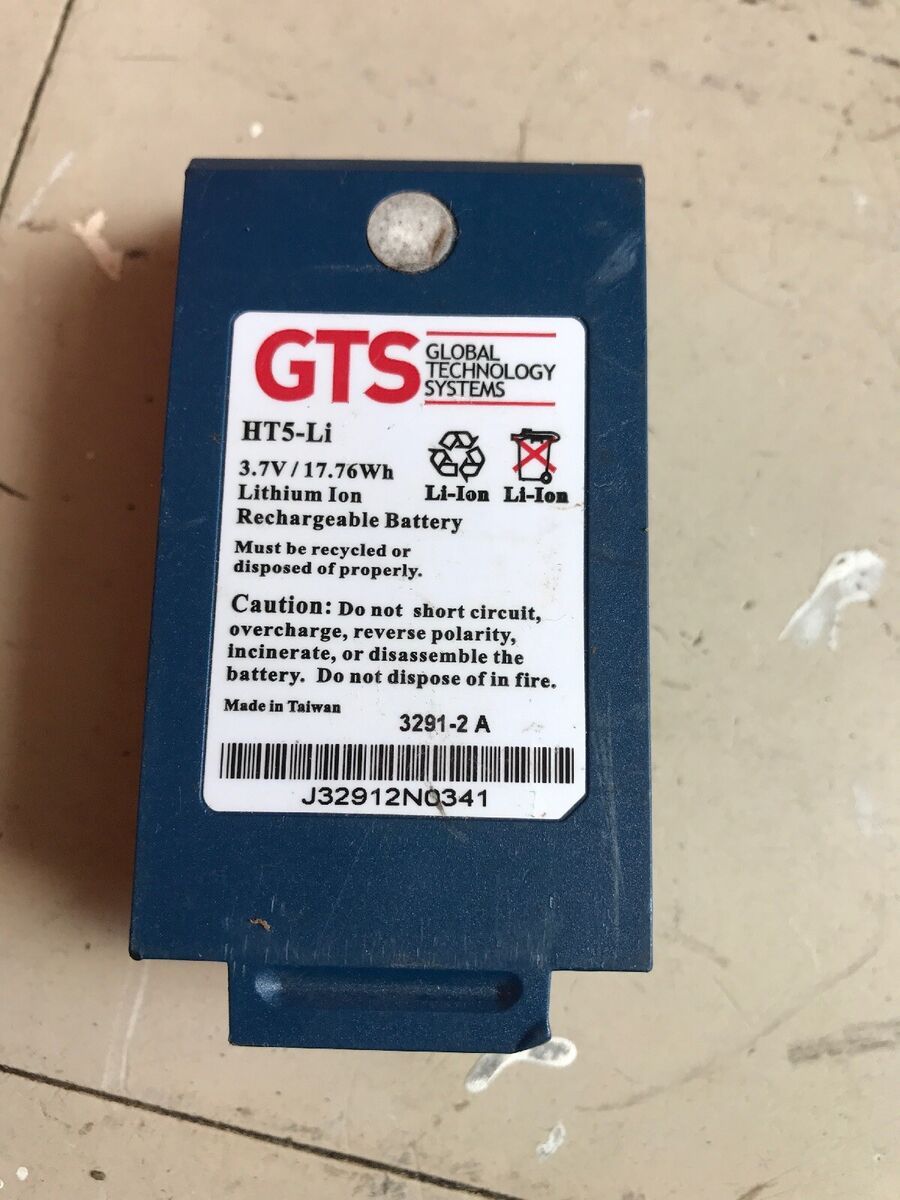 GTS GLOBAL
TECHNOLOGY
SYSTEMS
HT5-Li
3.7V / 17.76Wh
Lithium Ion
Rechargeable Battery
Li-Ion Li-Ion
Must be recycled or
disposed of properly.
Caution: Do not short circuit,
overcharge, reverse polarity,
incinerate, or disassemble the
battery. Do not dispose of in fire.
Made in Taiwan
3291-2 A
J32912N0341